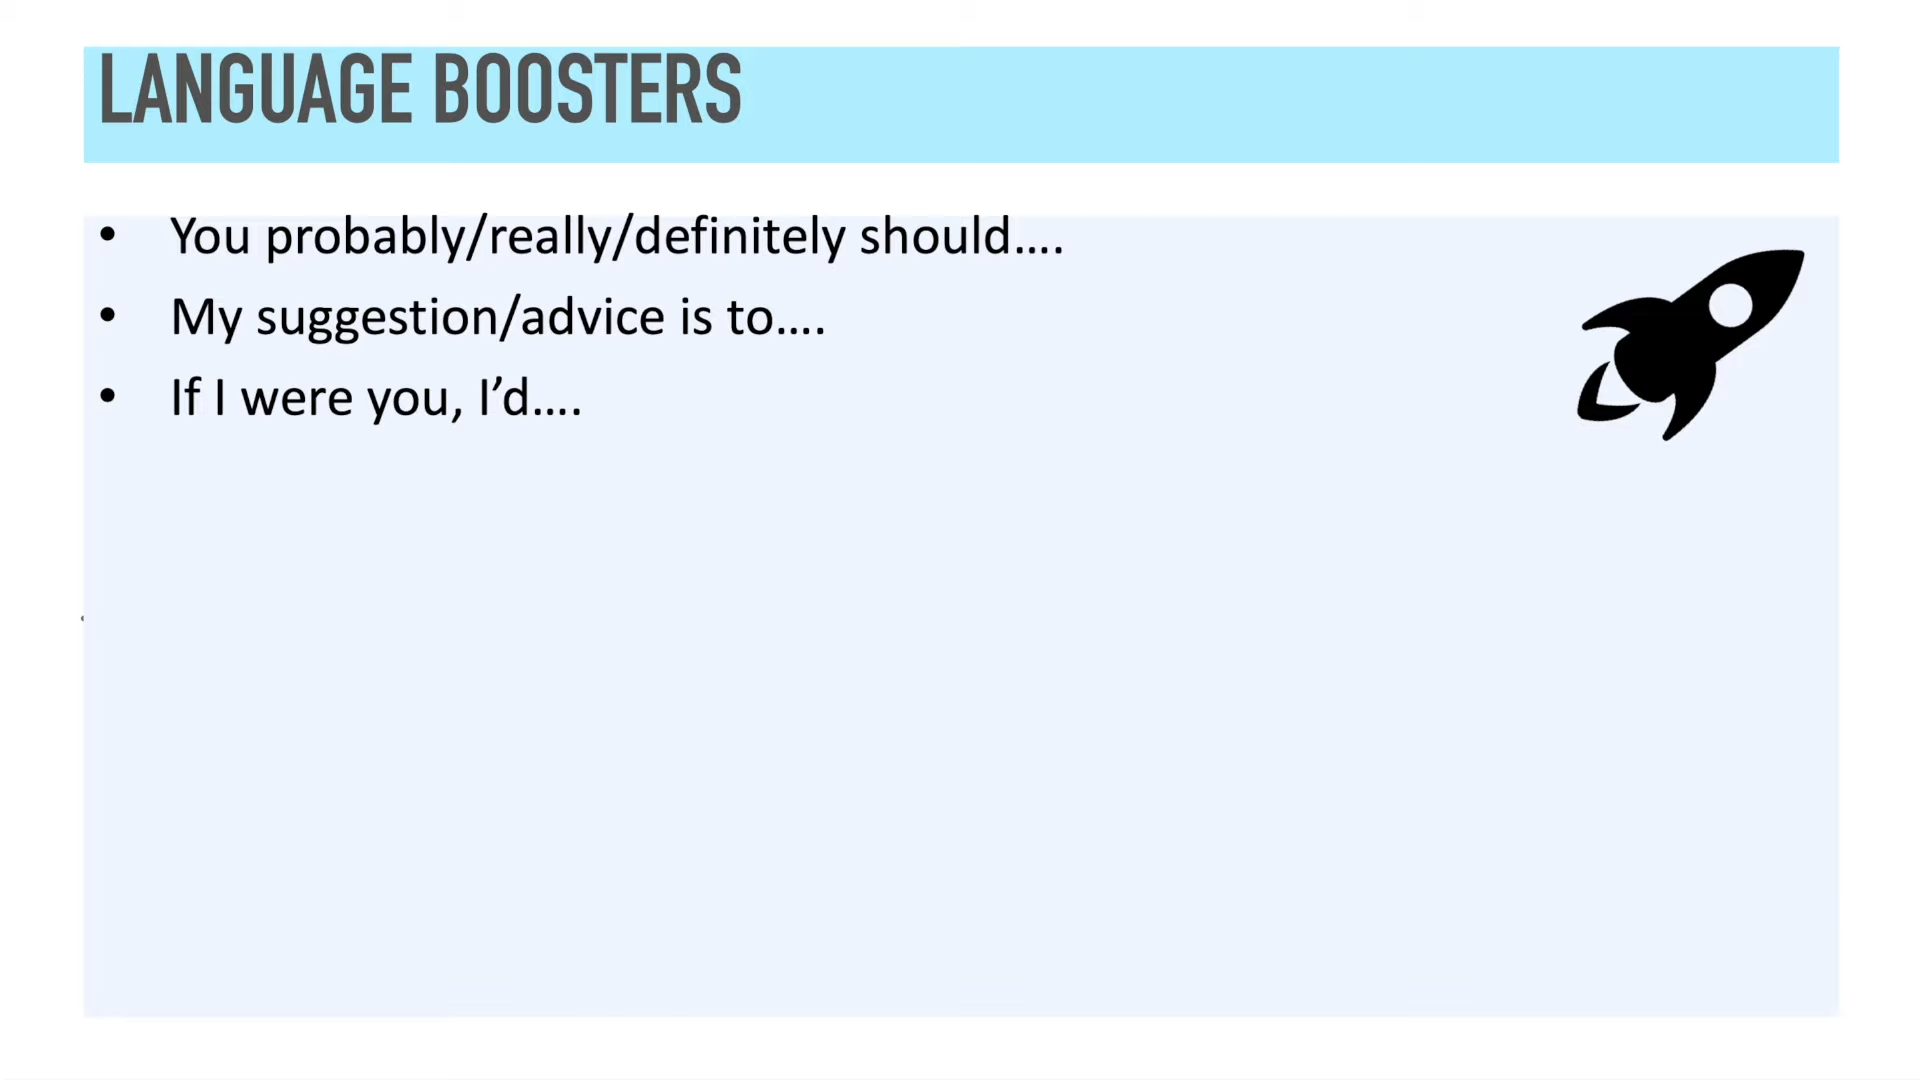 LANGUAGE BOOSTERS
• You probably/really/definitely should....
• My suggestion/advice is to....
• If I were you, I’d....